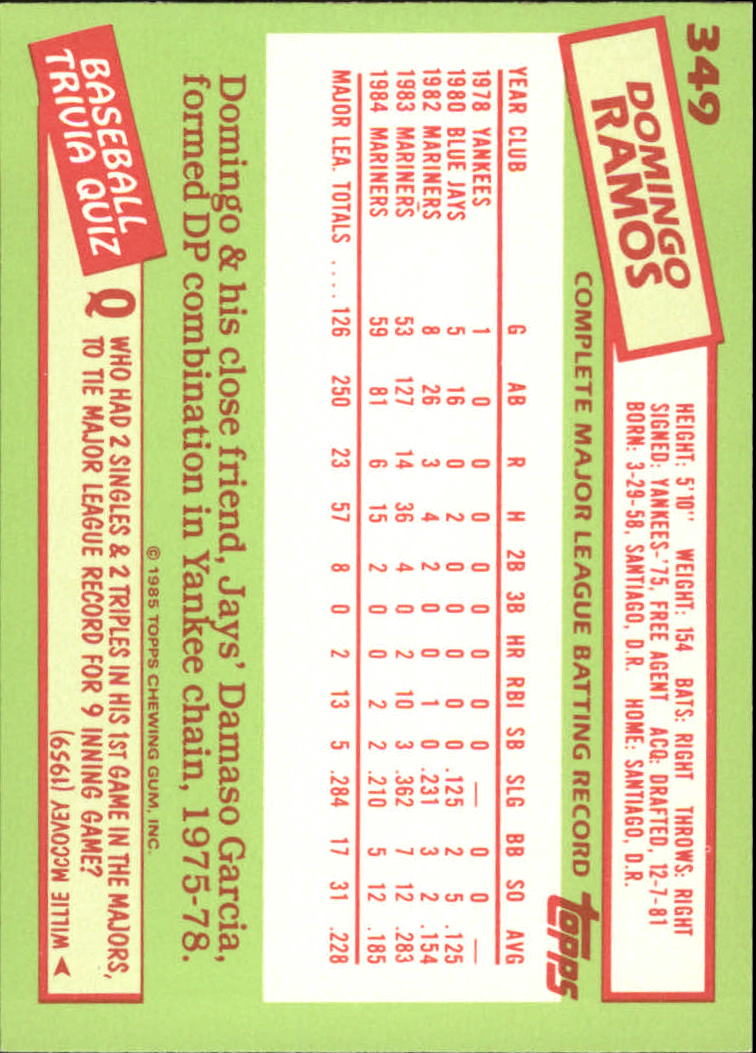 349
DOMINGO
RAMOS
HEIGHT: 5'10" WEIGHT: 154 BATS: RIGHT THROWS: RIGHT
SIGNED: YANKEES-'75, FREE AGENT ACQ: DRAFTED, 12-7-81
BORN: 3-29-58, SANTIAGO, D.R. HOME: SANTIAGO, D.R.
COMPLETE MAJOR LEAGUE BATTING RECORD
topps
YEAR CLUB G AB R H 2B 3B HR RBI SB SLG BB SO AVG
1978 YANKEES 1 0 0 0 0 0 0 0 0 — 0 0 —
1980 BLUE JAYS 5 16 0 2 0 0 0 0 0 .125 2 5 .125
1982 MARINERS 8 26 3 4 2 0 0 1 0 .231 3 2 .154
1983 MARINERS 53 127 14 36 4 0 2 10 3 .362 7 12 .283
1984 MARINERS 59 81 6 15 2 0 0 2 2 .210 5 12 .185
MAJOR LEA. TOTALS ..... 126 250 23 57 8 0 2 13 5 .284 17 31 .228
Domingo & his close friend, Jays' Damaso Garcia,
formed DP combination in Yankee chain, 1975-78.
© 1985 TOPPS CHEWING GUM, INC.
BASEBALL
TRIVIA QUIZ
Q WHO HAD 2 SINGLES & 2 TRIPLES IN HIS 1ST GAME IN THE MAJORS,
TO TIE MAJOR LEAGUE RECORD FOR 9 INNING GAME?
WILLIE MCCOVEY (1959)